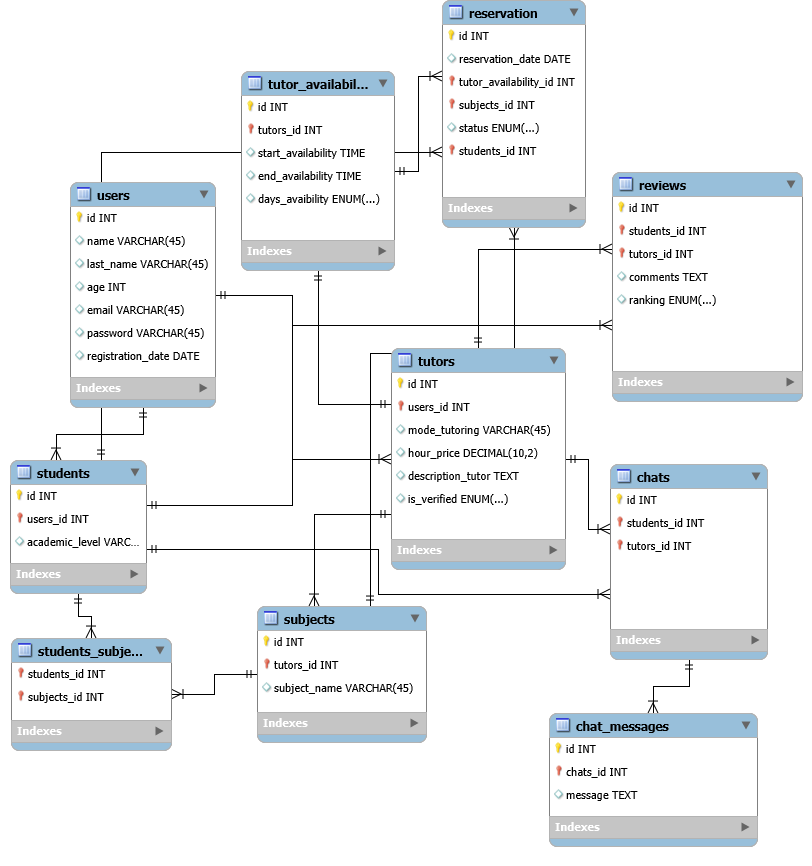 reservation
id INT
reservation_date DATE
tutor_availability_id INT
subjects_id INT
status ENUM(...)
students_id INT
Indexes
tutor_availabil...
id INT
tutors_id INT
start_availability TIME
end_availability TIME
days_avaibility ENUM(...)
Indexes
users
id INT
name VARCHAR(45)
last_name VARCHAR(45)
age INT
email VARCHAR(45)
password VARCHAR(45)
registration_date DATE
Indexes
reviews
id INT
students_id INT
tutors_id INT
comments TEXT
ranking ENUM(...)
Indexes
tutors
id INT
users_id INT
mode_tutoring VARCHAR(45)
hour_price DECIMAL(10,2)
description_tutor TEXT
is_verified ENUM(...)
Indexes
students
id INT
users_id INT
academic_level VARC...
Indexes
chats
id INT
students_id INT
tutors_id INT
Indexes
students_subje...
students_id INT
subjects_id INT
Indexes
subjects
id INT
tutors_id INT
subject_name VARCHAR(45)
Indexes
chat_messages
id INT
chats_id INT
message TEXT
Indexes